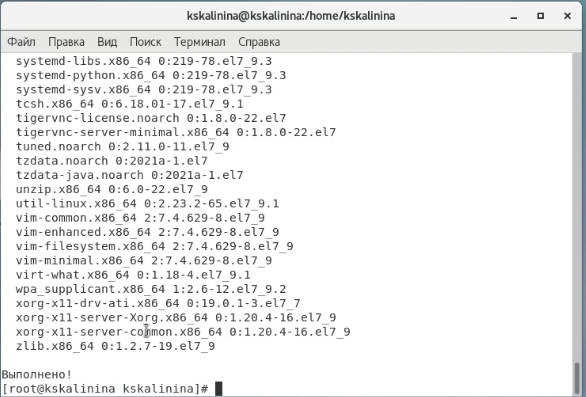 kskalinina@kskalinina:/home/kskalinina
Файл Правка Вид Поиск Терминал Справка
systemd-libs.x86_64 0:219-78.el7_9.3
systemd-python.x86_64 0:219-78.el7_9.3
systemd-sysv.x86_64 0:219-78.el7_9.3
tcsh.x86_64 0:6.18.01-17.el7_9.1
tigervnc-license.noarch 0:1.8.0-22.el7
tigervnc-server-minimal.x86_64 0:1.8.0-22.el7
tuned.noarch 0:2.11.0-11.el7_9
tzdata.noarch 0:2021a-1.el7
tzdata-java.noarch 0:2021a-1.el7
unzip.x86_64 0:6.0-22.el7_9
util-linux.x86_64 0:2.23.2-65.el7_9.1
vim-common.x86_64 2:7.4.629-8.el7_9
vim-enhanced.x86_64 2:7.4.629-8.el7_9
vim-filesystem.x86_64 2:7.4.629-8.el7_9
vim-minimal.x86_64 2:7.4.629-8.el7_9
virt-what.x86_64 0:1.18-4.el7_9.1
wpa_supplicant.x86_64 1:2.6-12.el7_9.2
xorg-x11-drv-ati.x86_64 0:19.0.1-3.el7_7
xorg-x11-server-Xorg.x86_64 0:1.20.4-16.el7_9
xorg-x11-server-common.x86_64 0:1.20.4-16.el7_9
zlib.x86_64 0:1.2.7-19.el7_9
Выполнено!
[root@kskalinina kskalinina]#